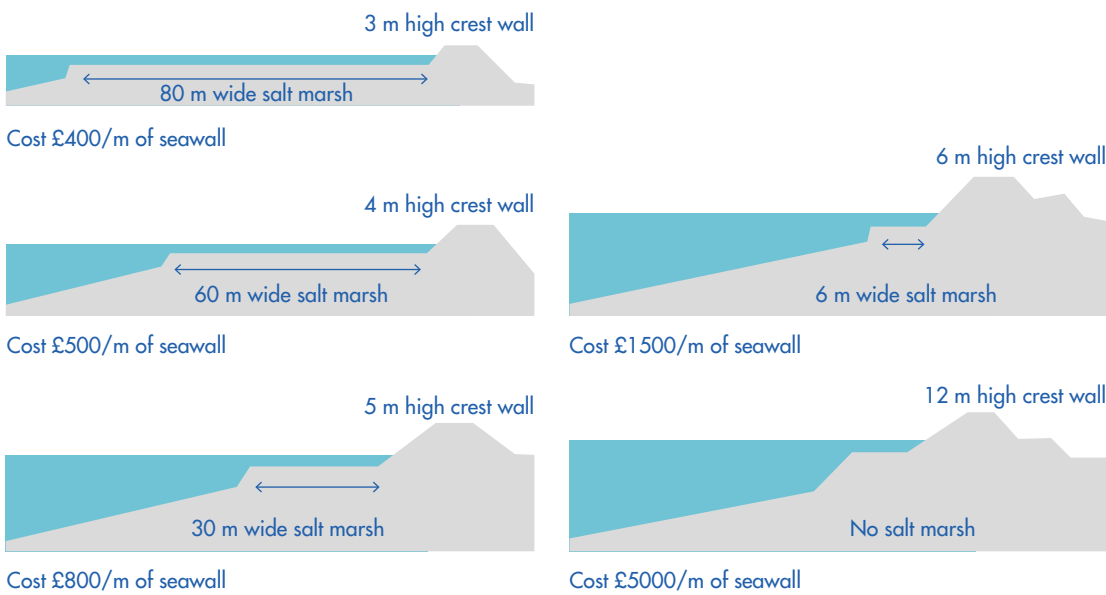 3 m high crest wall
80 m wide salt marsh
Cost £400/m of seawall
4 m high crest wall
60 m wide salt marsh
Cost £500/m of seawall
5 m high crest wall
30 m wide salt marsh
Cost £800/m of seawall
6 m high crest wall
6 m wide salt marsh
Cost £1500/m of seawall
12 m high crest wall
No salt marsh
Cost £5000/m of seawall